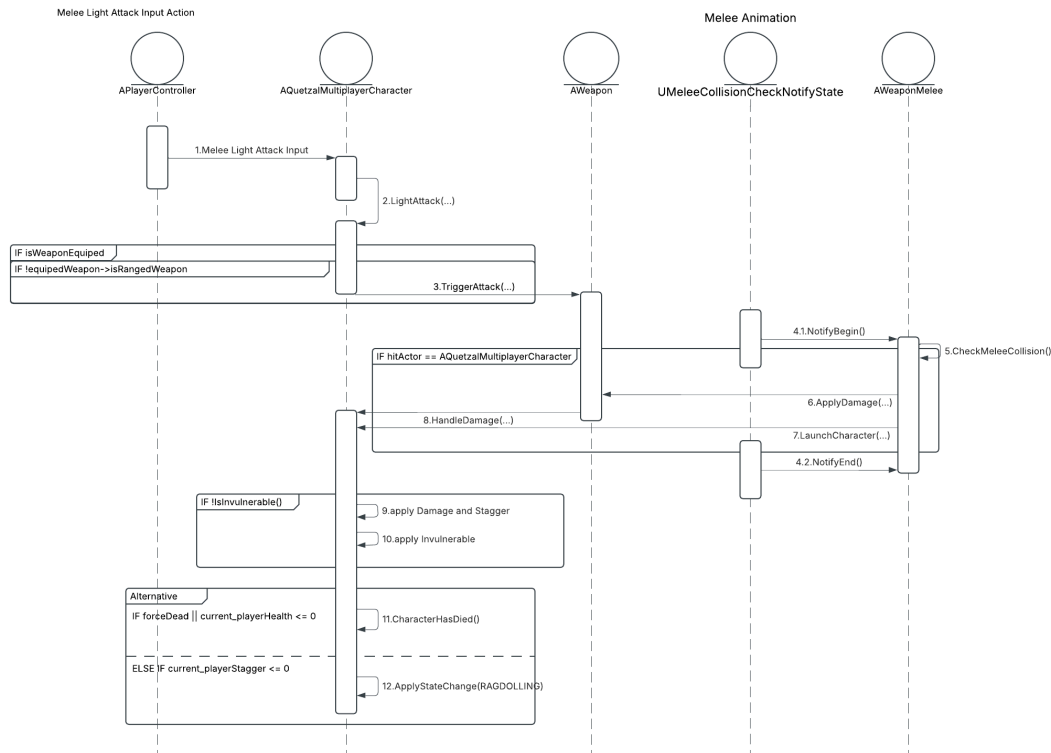 Melee Light Attack Input Action
Melee Animation
APlayerController
AQuetzalMultiplayerCharacter
AWeapon
UMeleeCollisionCheckNotifyState
AWeaponMelee
1.Melee Light Attack Input
2.LightAttack(...)
IF isWeaponEquiped
IF !equipedWeapon->isRangedWeapon
3.TriggerAttack(...)
4.1.NotifyBegin()
5.CheckMeleeCollision()
IF hitActor == AQuetzalMultiplayerCharacter
6.ApplyDamage(...)
8.HandleDamage(...)
7.LaunchCharacter(...)
4.2.NotifyEnd()
IF !IsInvulnerable()
9.apply Damage and Stagger
10.apply Invulnerable
Alternative
IF forceDead || current_playerHealth <= 0
11.CharacterHasDied()
ELSE IF current_playerStagger <= 0
12.ApplyStateChange(RAGDOLLING)